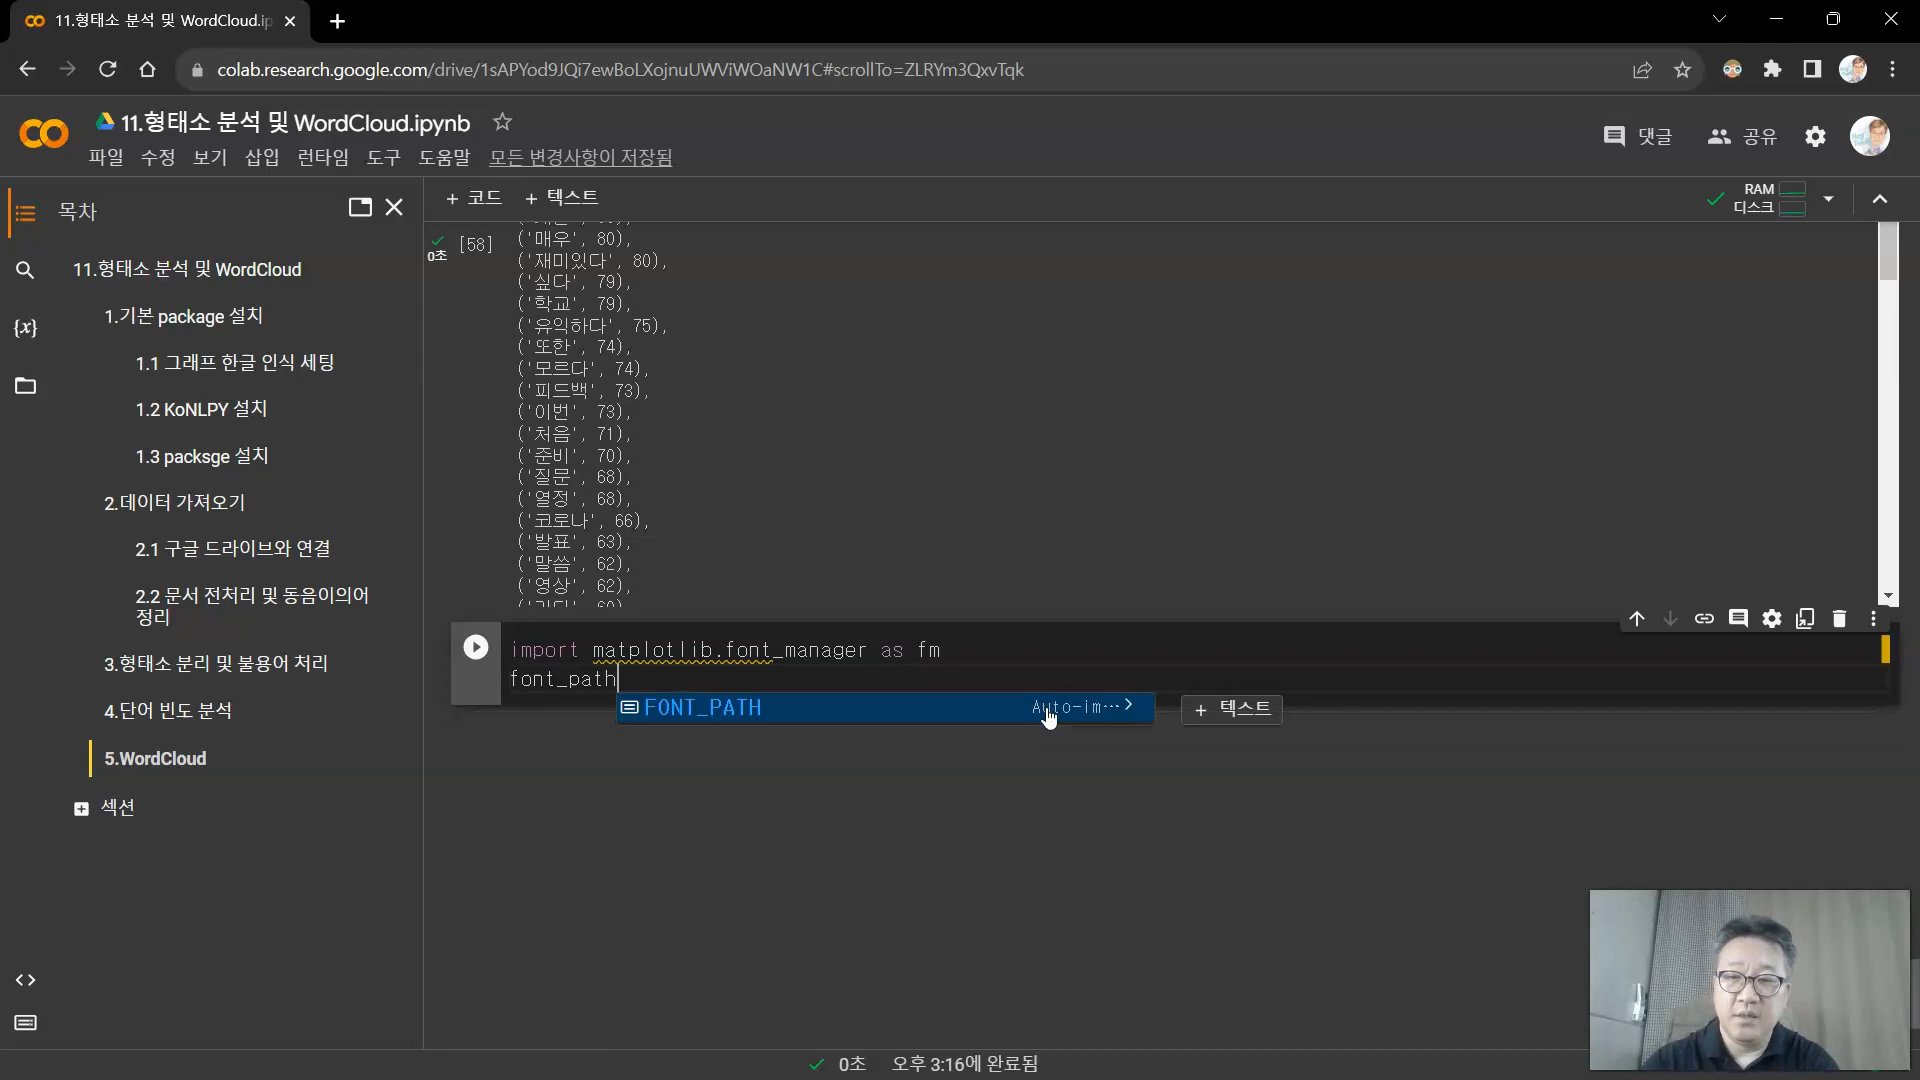 11.형태소 분석 및 WordCloud.ip
colab.research.google.com/drive/1sAPYod9JQi7ewBoLXojnuUWViWOaNW1C#scrollTo=ZLRYm3QxvTqk
11.형태소 분석 및 WordCloud.ipynb
댓글
공유
파일 수정 보기 삽입 런타임 도구 도움말 모든 변경사항이 저장됨
목차
+ 코드 + 텍스트
RAM
디스크
11.형태소 분석 및 WordCloud
1.기본 package 설치
1.1 그래프 한글 인식 세팅
1.2 KoNLPY 설치
1.3 packsge 설치
2.데이터 가져오기
2.1 구글 드라이브와 연결
2.2 문서 전처리 및 동음이의어
정리
3.형태소 분리 및 불용어 처리
4.단어 빈도 분석
5.WordCloud
섹션
0초
[58]
('매우', 80),
('재미있다', 80),
('싶다', 79),
('학교', 79),
('유익하다', 75),
('또한', 74),
('모르다', 74),
('피드백', 73),
('이번', 73),
('처음', 71),
('준비', 70),
('질문', 68),
('열정', 68),
('코로나', 66),
('발표', 63),
('말씀', 62),
('영상', 62),
import matplotlib.font_manager as fm
font_path
FONT_PATH
Auto-im…
+ 텍스트
0초 오후 3:16에 완료됨